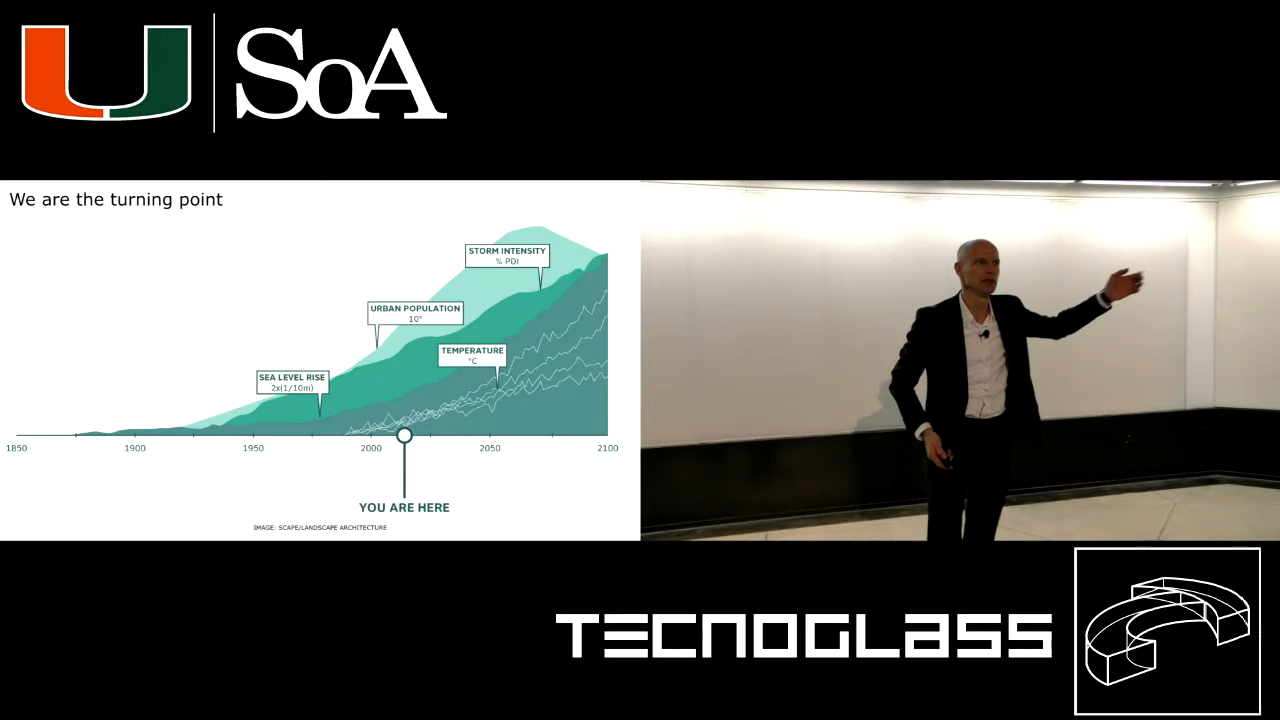 U SoA
We are the turning point
STORM INTENSITY
% PDI
URBAN POPULATION
10⁹
TEMPERATURE
°C
SEA LEVEL RISE
2x(1/10m)
1850 1900 1950 2000 2050 2100
YOU ARE HERE
IMAGE: SCAPE/LANDSCAPE ARCHITECTURE
TECNOGLASS